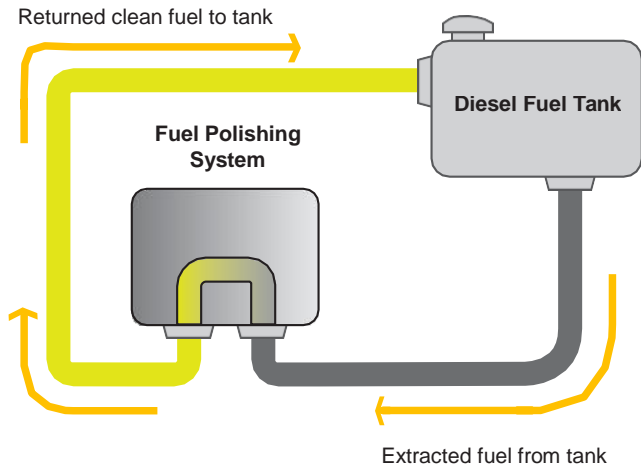 Returned clean fuel to tank
Diesel Fuel Tank
Fuel Polishing
System
Extracted fuel from tank